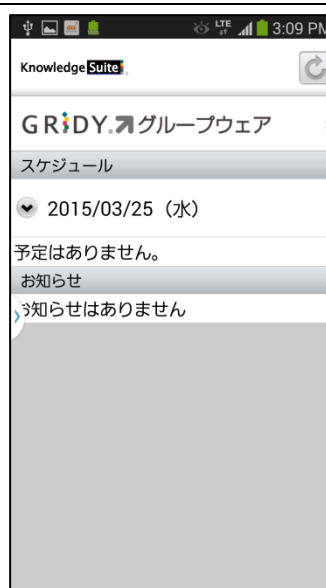 LTE 3:09 PM
Knowledge Suite
GRiDY.グループウェア
スケジュール
2015/03/25（水）
予定はありません。
お知らせ
知らせはありません